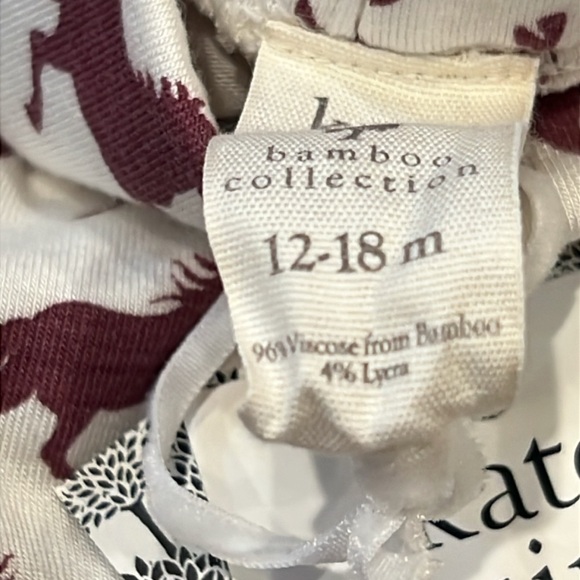 bamboo
collection
12-18 m
96% Viscose from Bamboo
4% Lycra
Kate